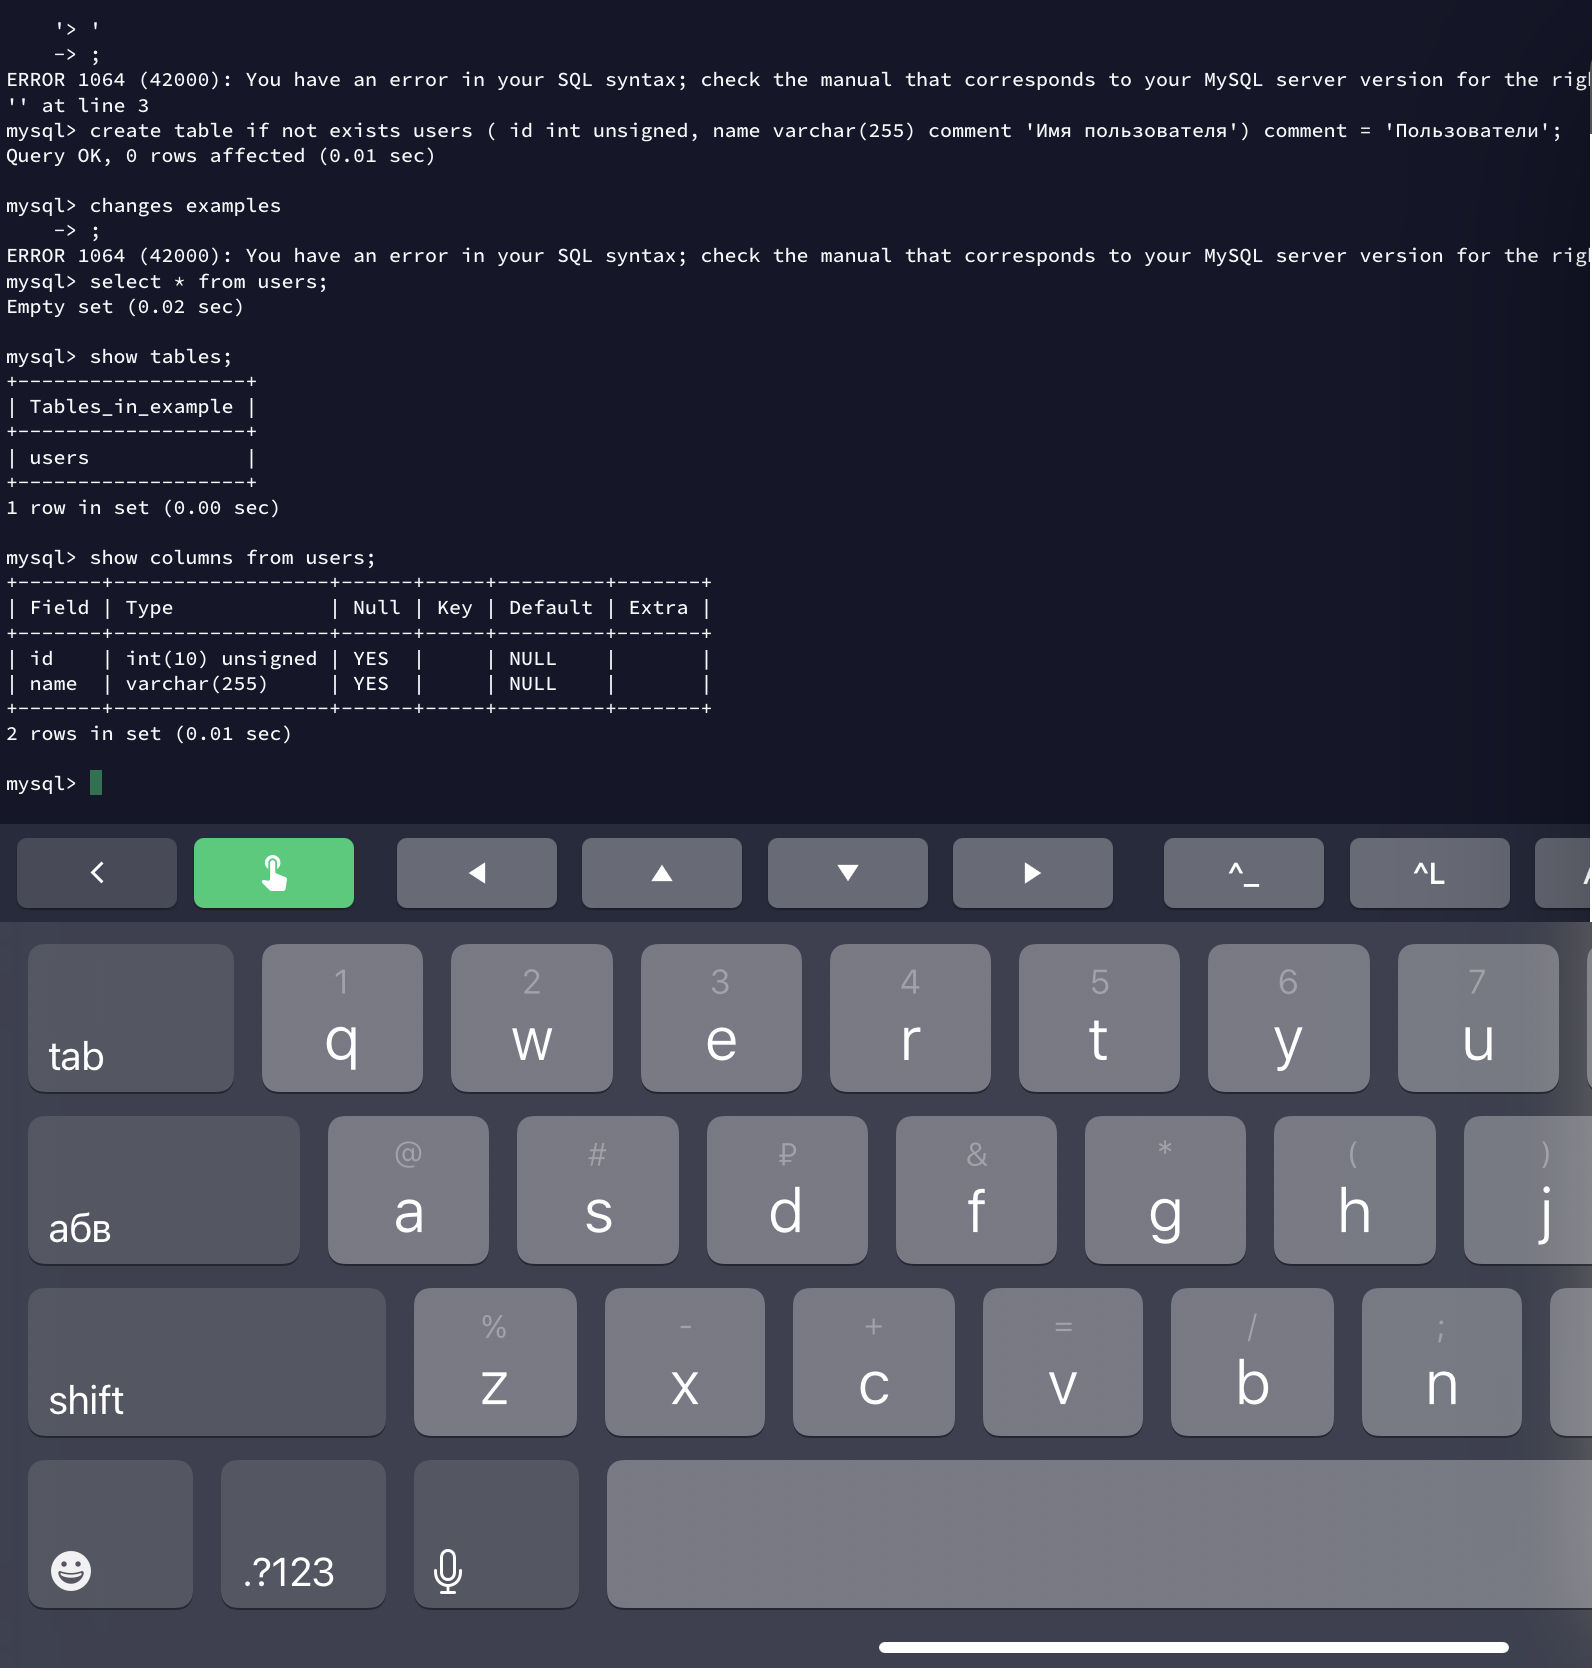 '> '
-> ;
ERROR 1064 (42000): You have an error in your SQL syntax; check the manual that corresponds to your MySQL server version for the
'' at line 3
mysql> create table if not exists users ( id int unsigned, name varchar(255) comment 'Имя пользователя') comment = 'Пользователи';
Query OK, 0 rows affected (0.01 sec)
mysql> changes examples
-> ;
ERROR 1064 (42000): You have an error in your SQL syntax; check the manual that corresponds to your MySQL server version for the
mysql> select * from users;
Empty set (0.02 sec)
mysql> show tables;
+-------------------+
| Tables_in_example |
+-------------------+
| users             |
+-------------------+
1 row in set (0.00 sec)
mysql> show columns from users;
+-------+------------------+------+-----+---------+-------+
| Field | Type             | Null | Key | Default | Extra |
+-------+------------------+------+-----+---------+-------+
| id    | int(10) unsigned | YES  |     | NULL    |       |
| name  | varchar(255)     | YES  |     | NULL    |       |
+-------+------------------+------+-----+---------+-------+
2 rows in set (0.01 sec)
mysql>
^_ ^L
1 2 3 4 5 6 7
tab q w e r t y u
@ # ₽ & * ( )
абв a s d f g h j
% - + = / ;
shift z x c v b n
.?123